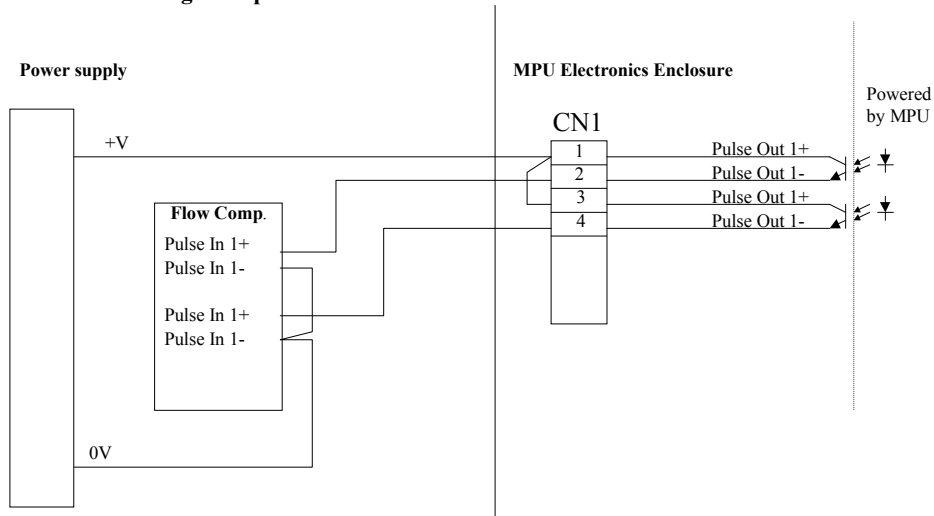 Power supply
MPU Electronics Enclosure
Powered
by MPU
CN1
+V
1
Pulse Out 1+
2
Pulse Out 1-
3
Pulse Out 1+
4
Pulse Out 1-
Flow Comp.
Pulse In 1+
Pulse In 1-
Pulse In 1+
Pulse In 1-
0V